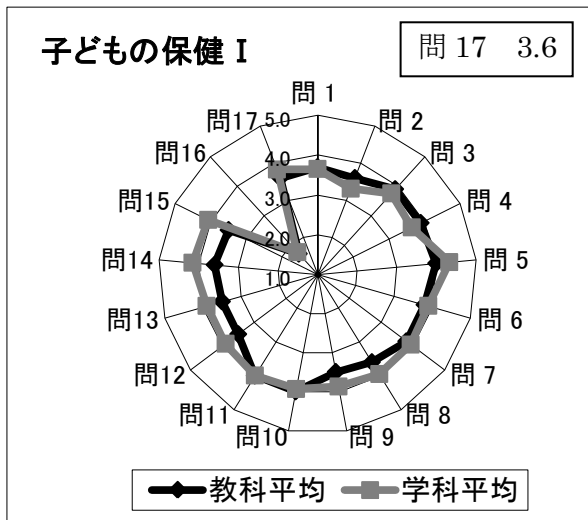 子どもの保健 I
問 17 3.6
問 1
問 2
問 3
問 4
問 5
問 6
問 7
問 8
問 9
問10
問11
問12
問13
問14
問15
問16
問17
5.0
4.0
3.0
2.0
1.0
教科平均
学科平均